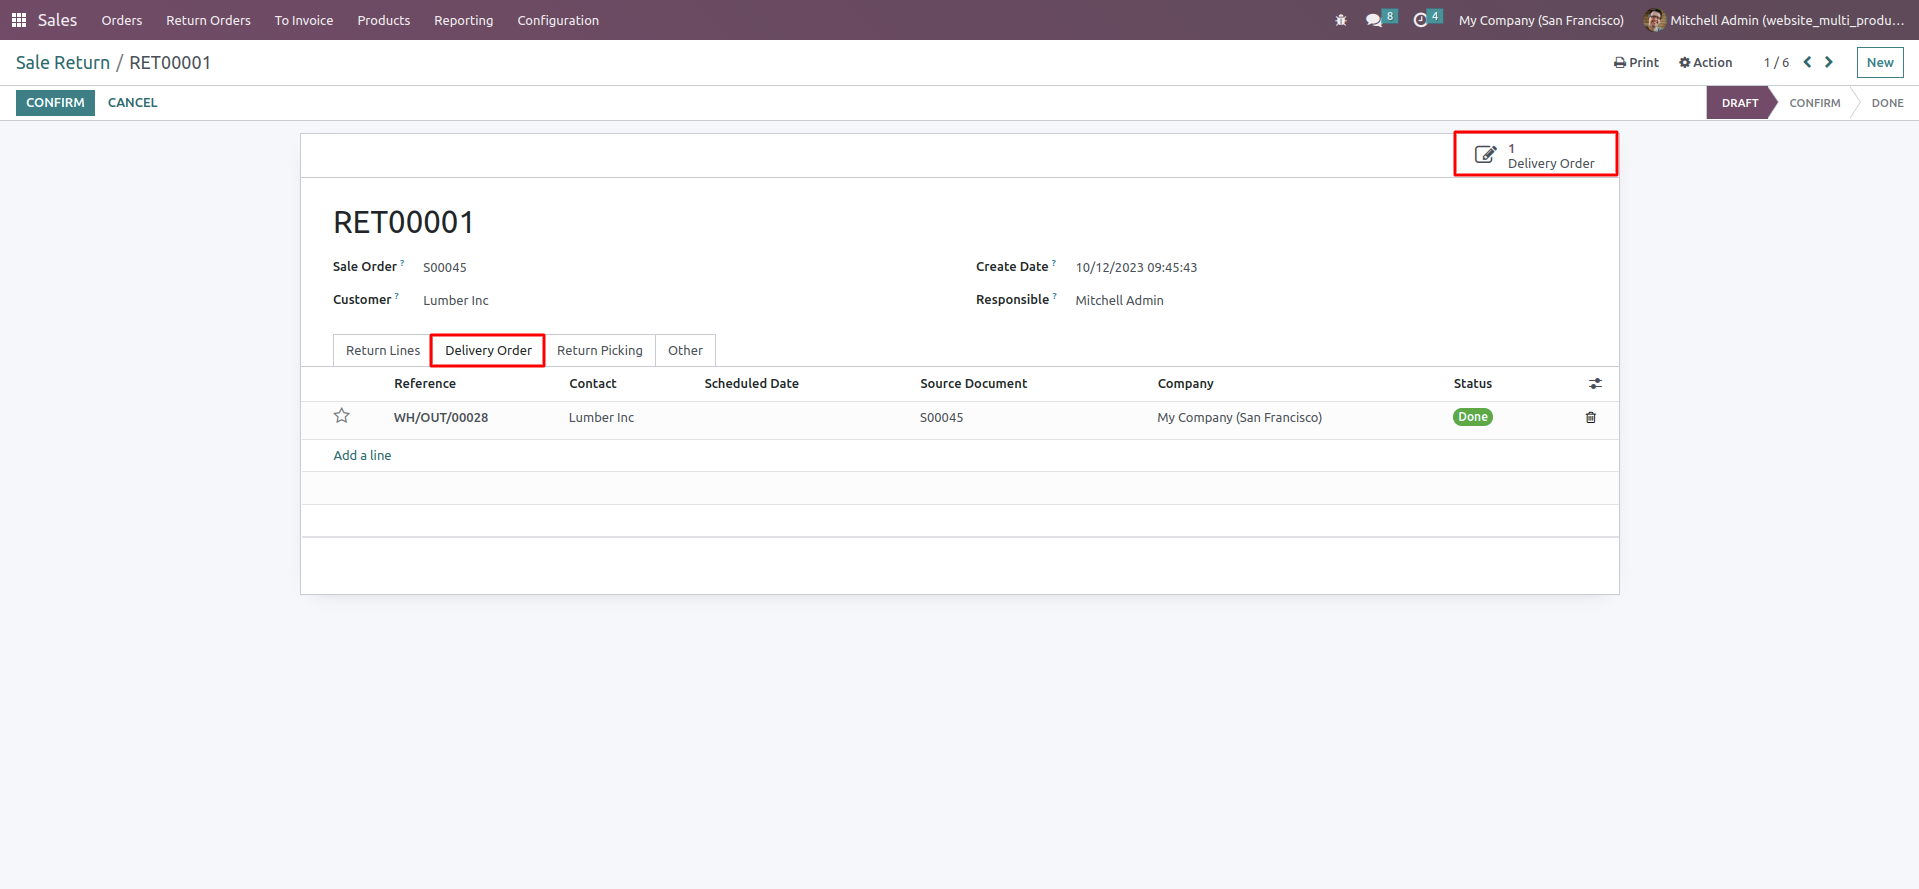 Sales Orders Return Orders To Invoice Products Reporting Configuration 8 4 My Company (San Francisco) Mitchell Admin (website_multi_produ...
Sale Return / RET00001 Print Action 1 / 6 New
CONFIRM CANCEL DRAFT CONFIRM DONE
1
Delivery Order
RET00001
Sale Order ? S00045 Create Date ? 10/12/2023 09:45:43
Customer ? Lumber Inc Responsible ? Mitchell Admin
Return Lines Delivery Order Return Picking Other
Reference Contact Scheduled Date Source Document Company Status
WH/OUT/00028 Lumber Inc S00045 My Company (San Francisco) Done
Add a line